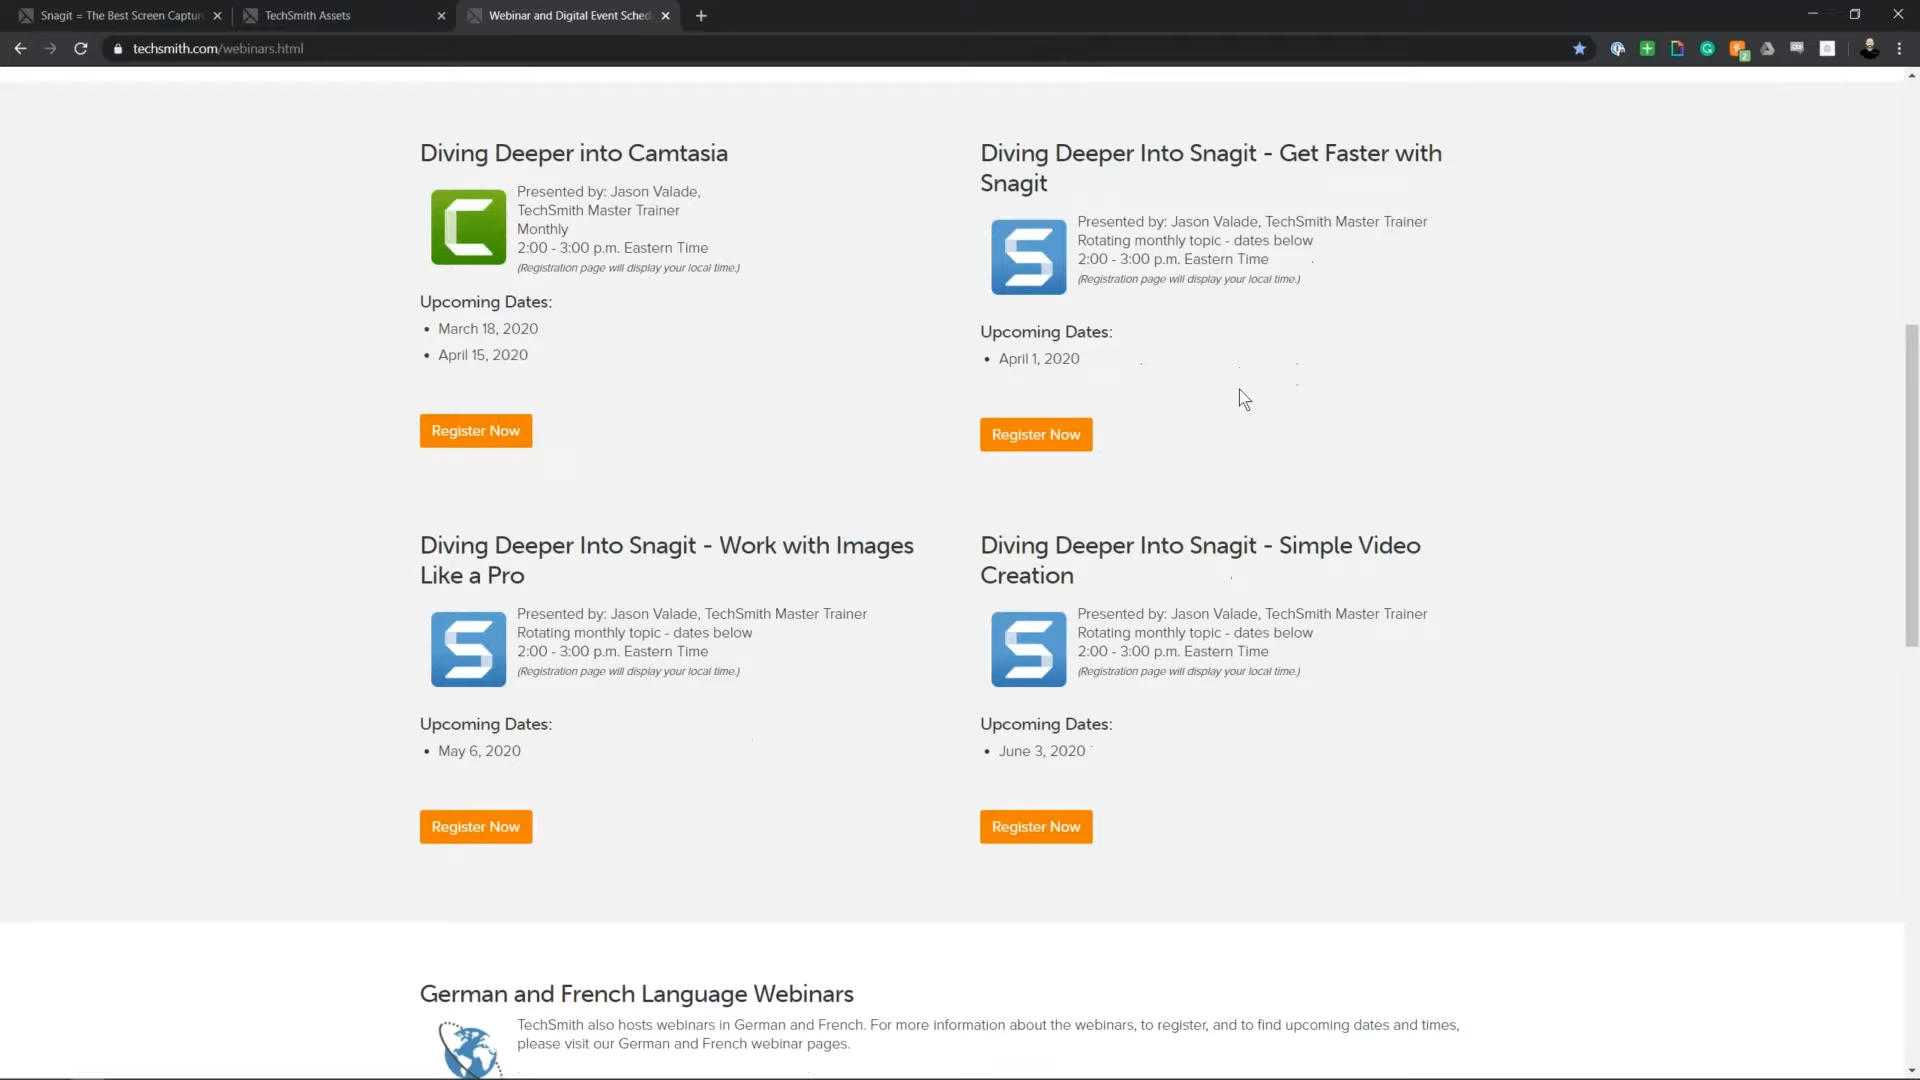 Snagit = The Best Screen Captur
TechSmith Assets
Webinar and Digital Event Sched
techsmith.com/webinars.html
Diving Deeper into Camtasia
Presented by: Jason Valade,
TechSmith Master Trainer
Monthly
2:00 - 3:00 p.m. Eastern Time
(Registration page will display your local time.)
Upcoming Dates:
• March 18, 2020
• April 15, 2020
Register Now
Diving Deeper Into Snagit - Get Faster with
Snagit
Presented by: Jason Valade, TechSmith Master Trainer
Rotating monthly topic - dates below
2:00 - 3:00 p.m. Eastern Time
(Registration page will display your local time.)
Upcoming Dates:
• April 1, 2020
Register Now
Diving Deeper Into Snagit - Work with Images
Like a Pro
Presented by: Jason Valade, TechSmith Master Trainer
Rotating monthly topic - dates below
2:00 - 3:00 p.m. Eastern Time
(Registration page will display your local time.)
Upcoming Dates:
• May 6, 2020
Register Now
Diving Deeper Into Snagit - Simple Video
Creation
Presented by: Jason Valade, TechSmith Master Trainer
Rotating monthly topic - dates below
2:00 - 3:00 p.m. Eastern Time
(Registration page will display your local time.)
Upcoming Dates:
• June 3, 2020
Register Now
German and French Language Webinars
TechSmith also hosts webinars in German and French. For more information about the webinars, to register, and to find upcoming dates and times,
please visit our German and French webinar pages.